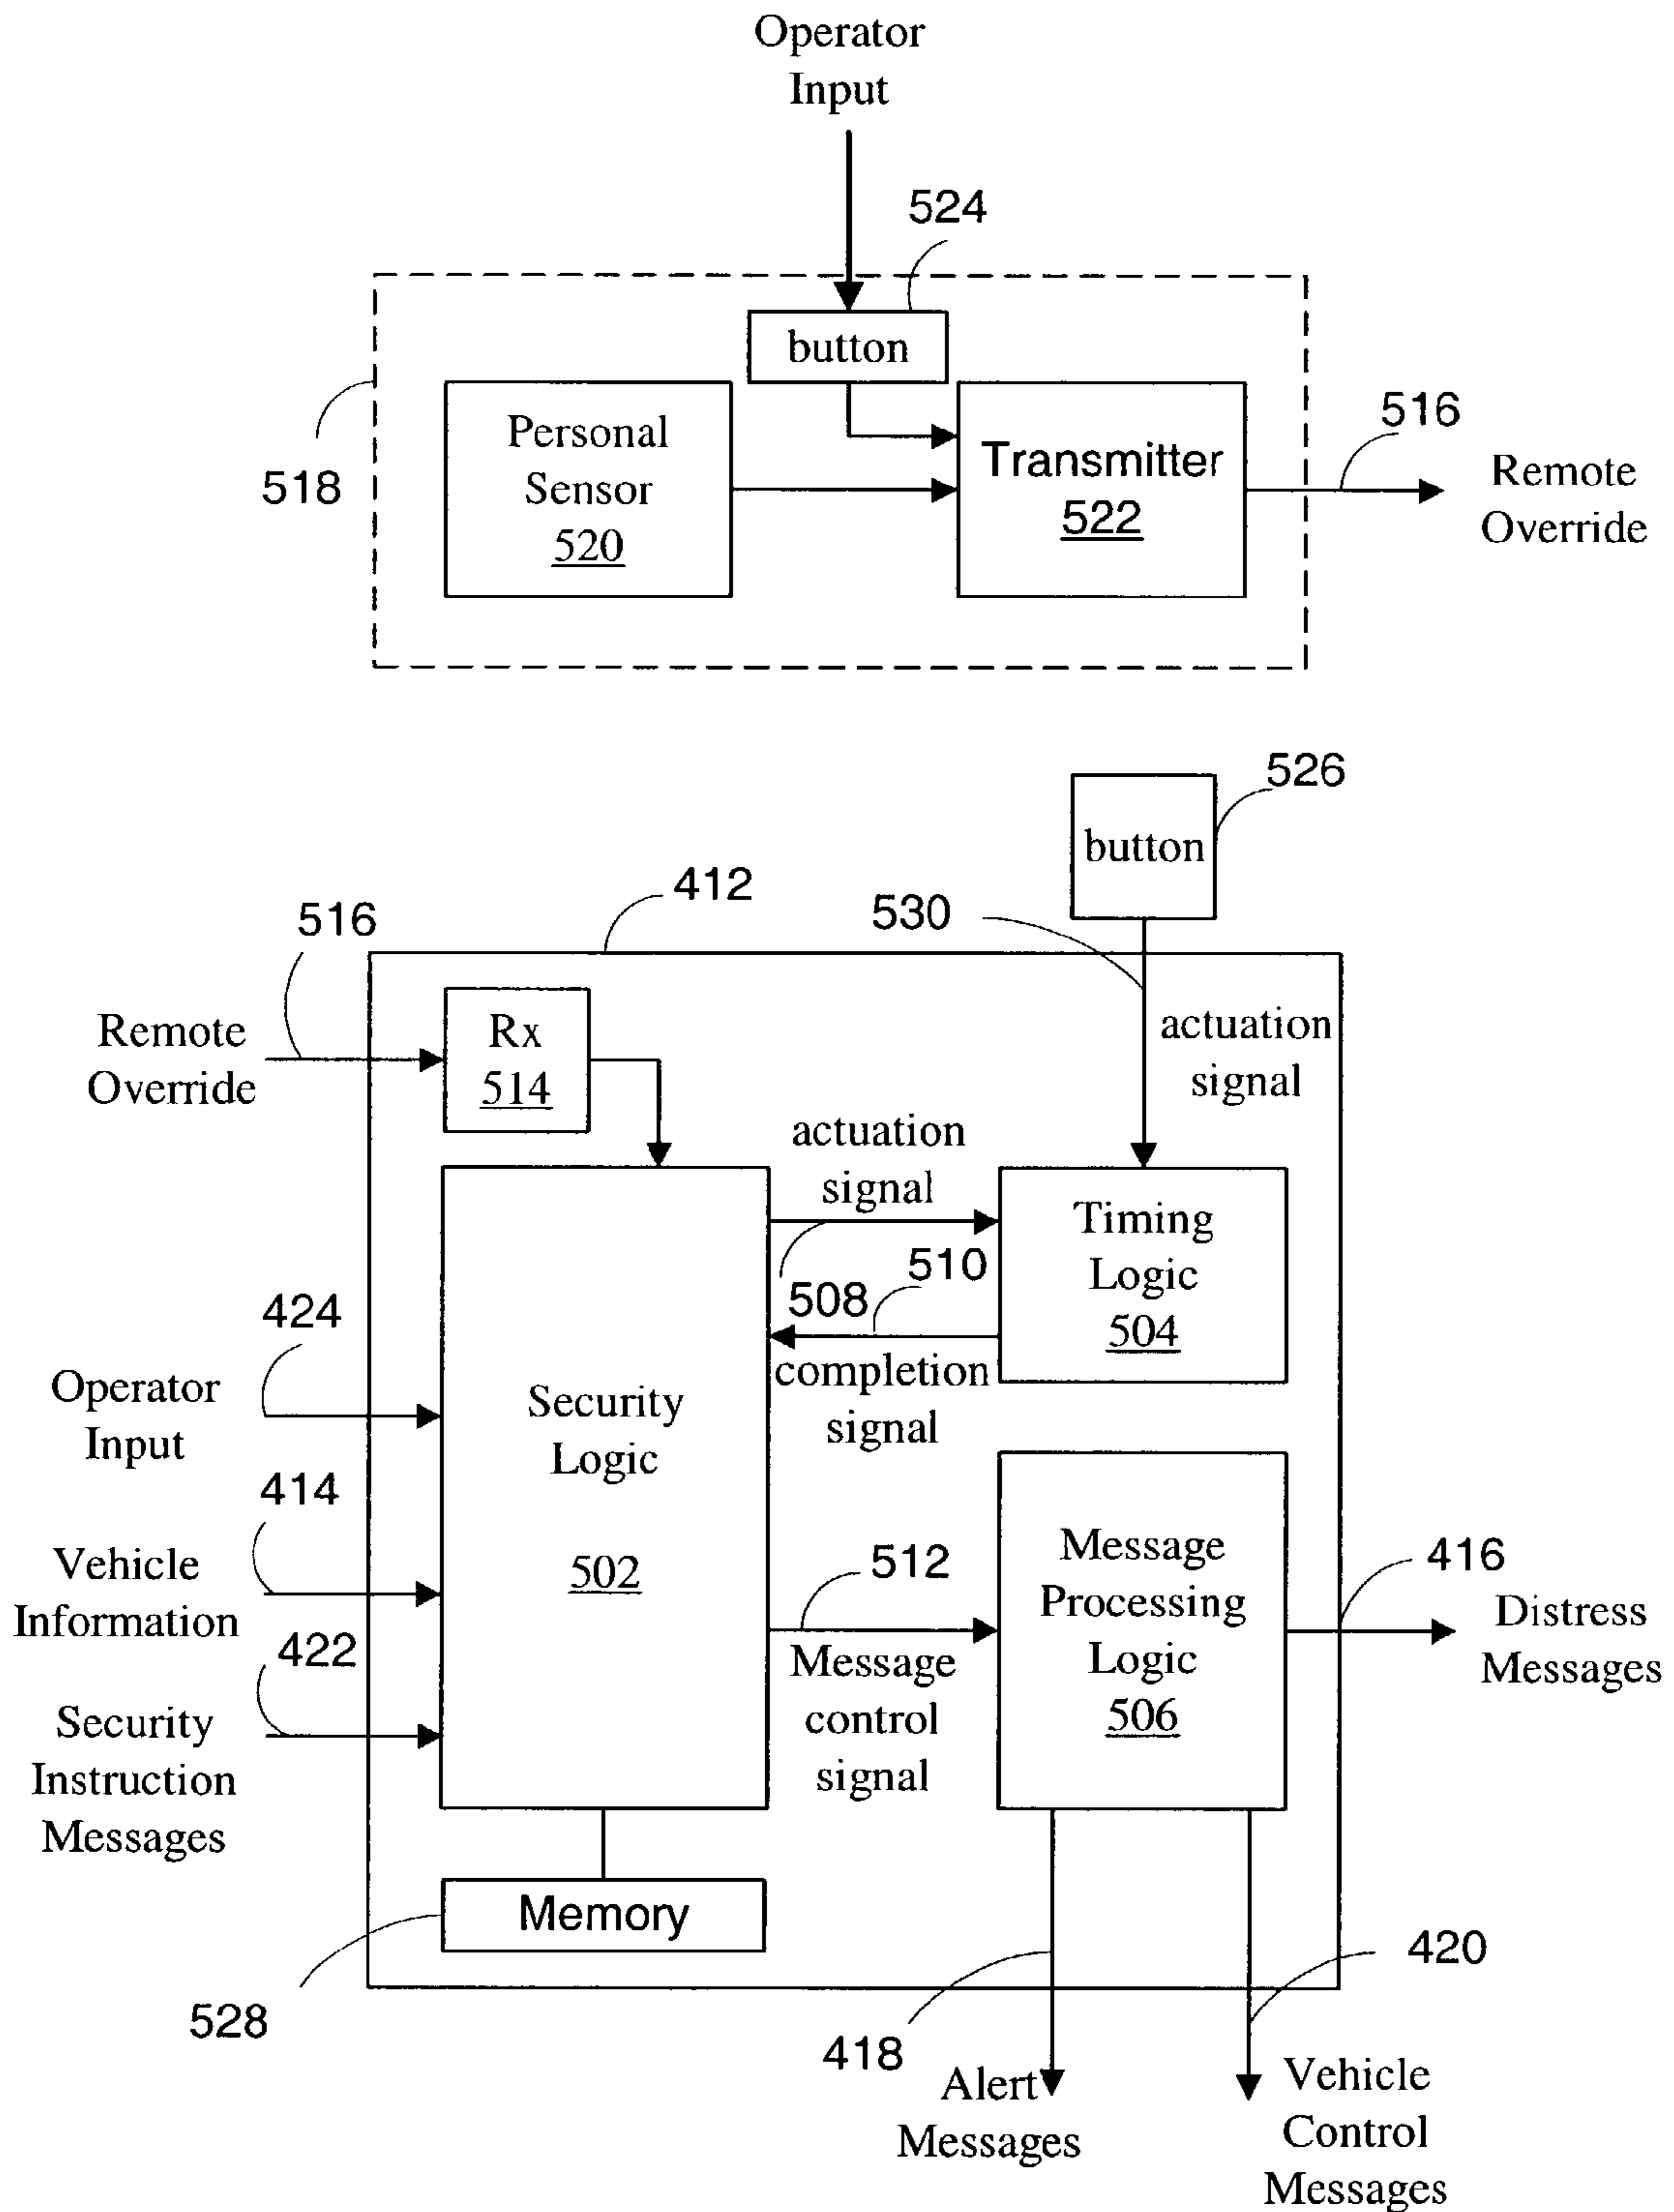 Operator
Input
524
button
Personal
Sensor
520
Transmitter
522
516
Remote
Override
518
526
button
412
530
516
Remote
Override
Rx
514
actuation
signal
actuation
signal
Timing
Logic
504
508
510
completion
signal
424
Operator
Input
Security
Logic
502
414
Vehicle
Information
422
Security
Instruction
Messages
512
Message
control
signal
Message
Processing
Logic
506
416
Distress
Messages
Memory
528
418
Alert
Messages
420
Vehicle
Control
Messages